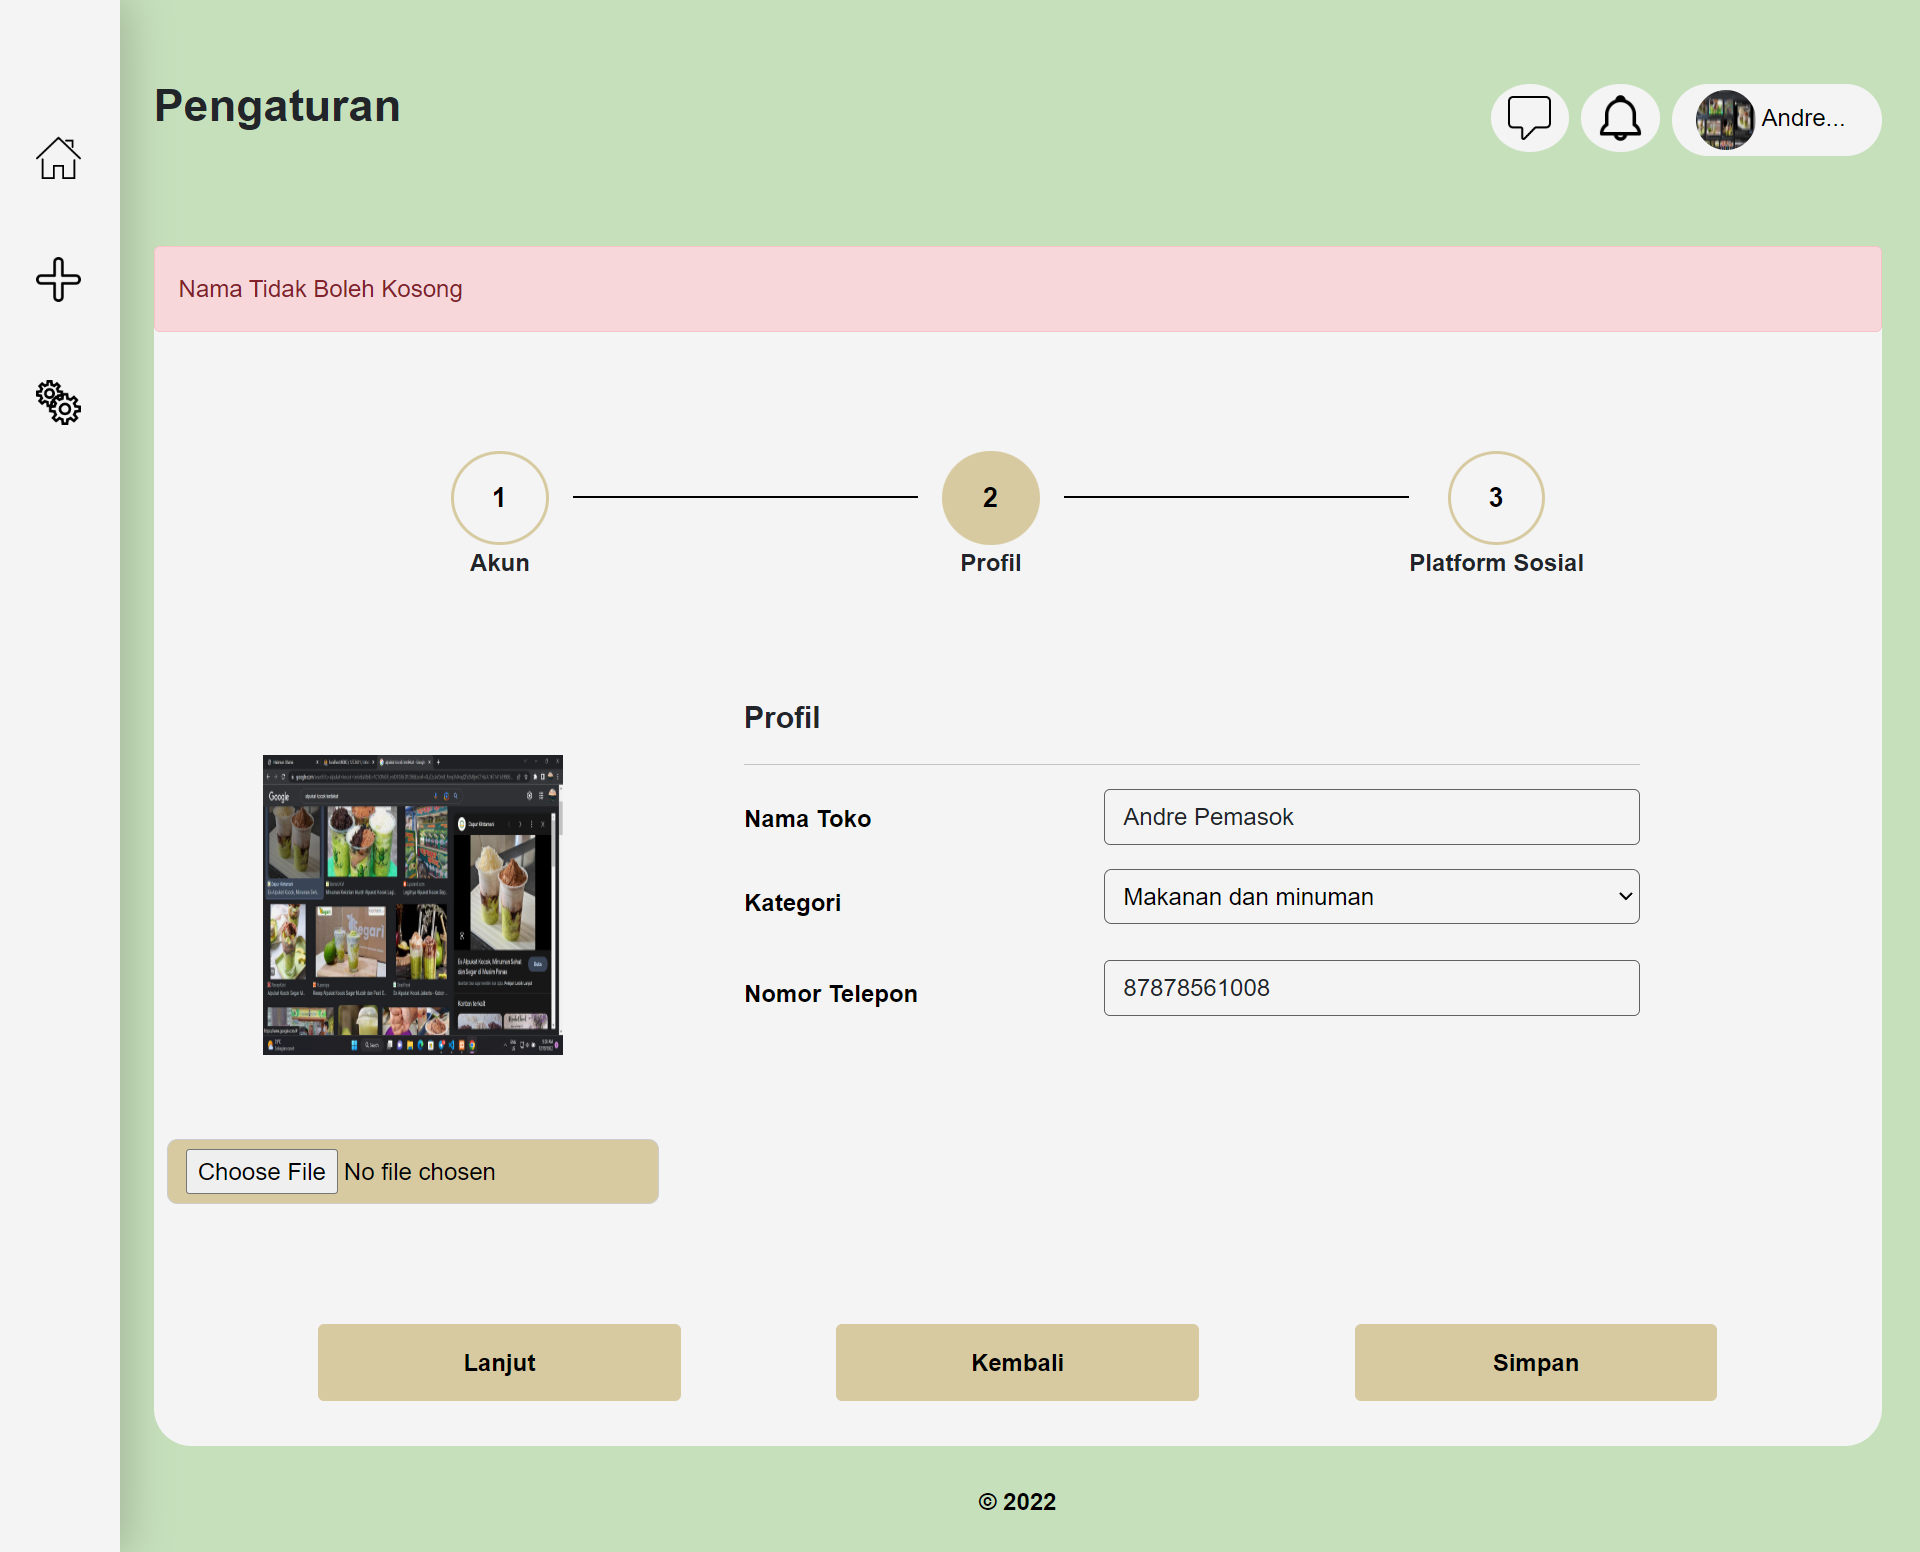 Pengaturan
Andre...
Nama Tidak Boleh Kosong
1
2
3
Akun
Profil
Platform Sosial
Profil
Nama Toko
Andre Pemasok
Kategori
Makanan dan minuman
Nomor Telepon
87878561008
Google
Choose File No file chosen
Lanjut
Kembali
Simpan
© 2022